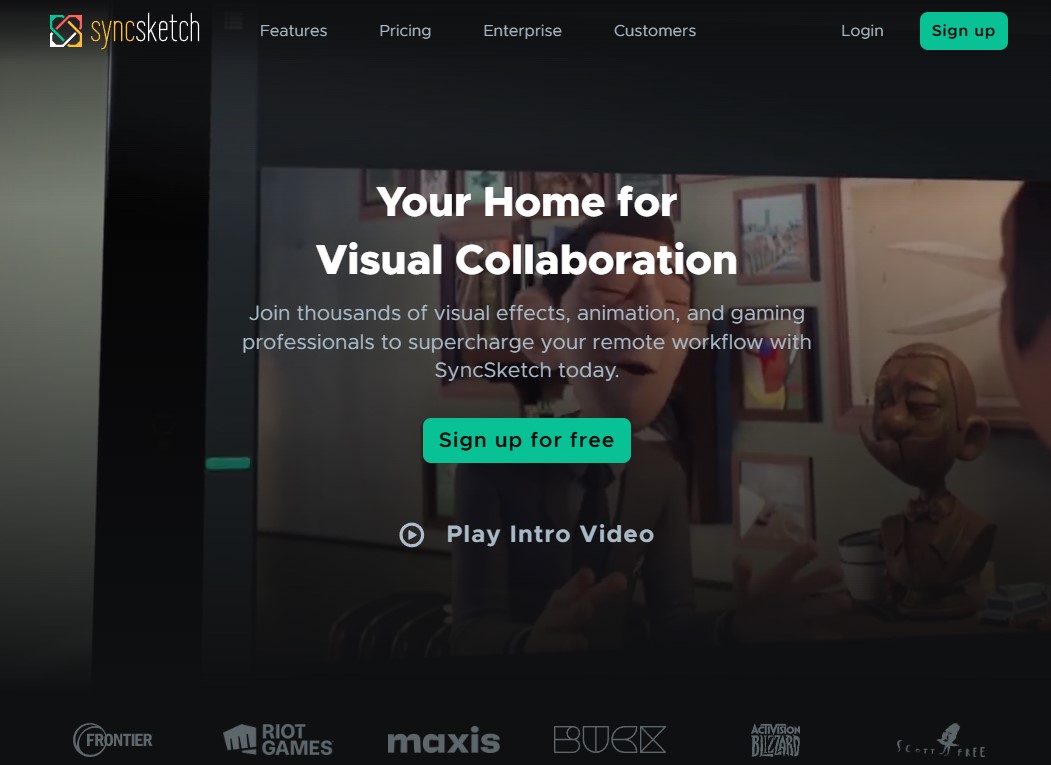 syncsketch
Features
Pricing
Enterprise
Customers
Login
Sign up
Your Home for
Visual Collaboration
Join thousands of visual effects, animation, and gaming
professionals to supercharge your remote workflow with
SyncSketch today.
Sign up for free
Play Intro Video
FRONTIER
RIOT
GAMES
maxis
BUCK
ACTIVISION
BLIZZARD
SCOTT FREE